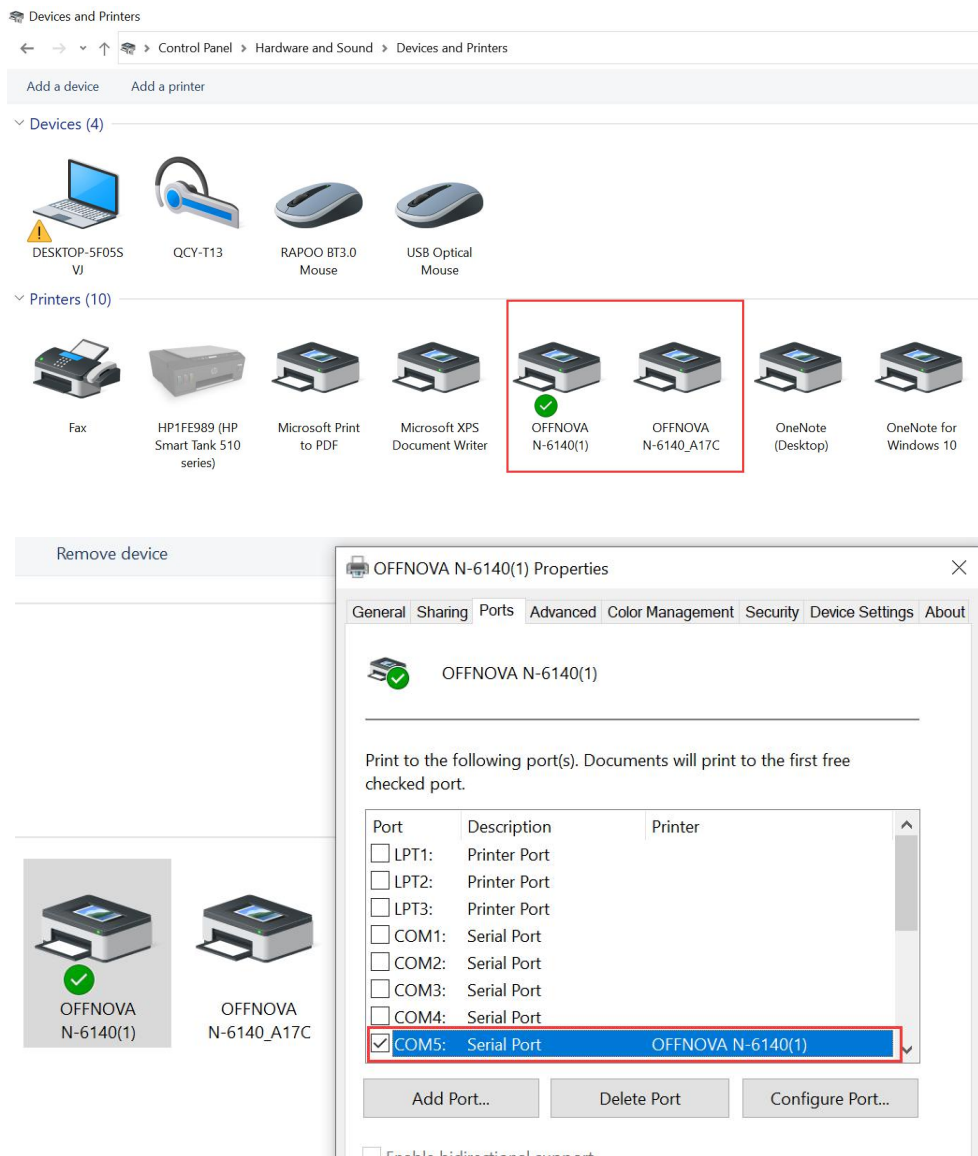 Devices and Printers
Control Panel > Hardware and Sound > Devices and Printers
Add a device Add a printer
Devices (4)
DESKTOP-5F05S
VJ
QCY-T13
RAPOO BT3.0
Mouse
USB Optical
Mouse
Printers (10)
Fax
HP1FE989 (HP
Smart Tank 510
series)
Microsoft Print
to PDF
Microsoft XPS
Document Writer
OFFNOVA
N-6140(1)
OFFNOVA
N-6140_A17C
OneNote
(Desktop)
OneNote for
Windows 10
Remove device
OFFNOVA
N-6140(1)
OFFNOVA
N-6140_A17C
OFFNOVA N-6140(1) Properties
General Sharing Ports Advanced Color Management Security Device Settings About
OFFNOVA N-6140(1)
Print to the following port(s). Documents will print to the first free
checked port.
Port Description Printer
LPT1: Printer Port
LPT2: Printer Port
LPT3: Printer Port
COM1: Serial Port
COM2: Serial Port
COM3: Serial Port
COM4: Serial Port
COM5: Serial Port OFFNOVA N-6140(1)
Add Port... Delete Port Configure Port...
Enable bidirectional support